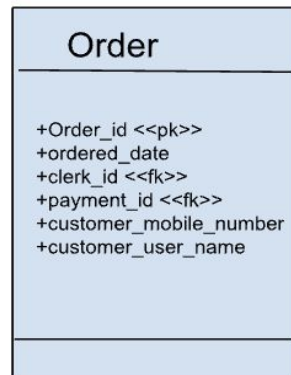 Order
+Order_id <<pk>>
+ordered_date
+clerk_id <<fk>>
+payment_id <<fk>>
+customer_mobile_number
+customer_user_name